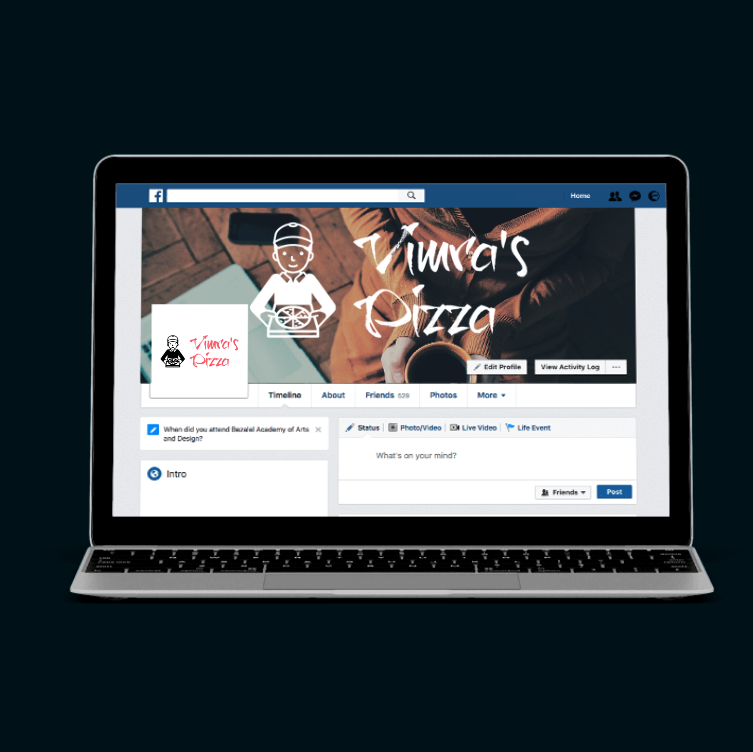 f
Home
Vimra's
Pizza
Vimra's
Pizza
Edit Profile
View Activity Log
...
Timeline
About
Friends 529
Photos
More
When did you attend Bezalel Academy of Arts
and Design?
Status
Photo/Video
Live Video
Life Event
What's on your mind?
Intro
Friends
Post